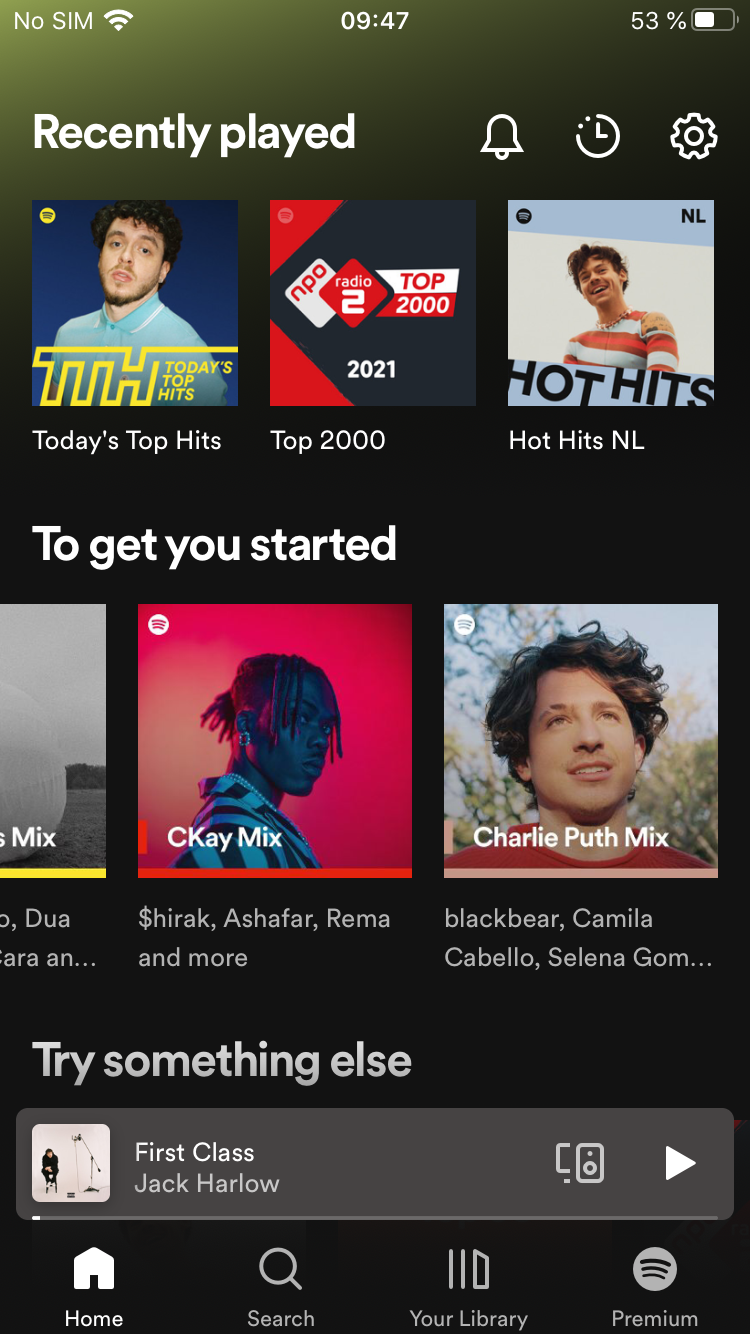 No SIM 09:47 53 %
Recently played
NL
TTH TODAY'S
TOP
HITS
npo radio 2 TOP
2000
2021
HOT HITS
Today's Top Hits Top 2000 Hot Hits NL
To get you started
s Mix CKay Mix Charlie Puth Mix
o, Dua $hirak, Ashafar, Rema blackbear, Camila
Cara an... and more Cabello, Selena Gom...
Try something else
First Class
Jack Harlow
Home Search Your Library Premium